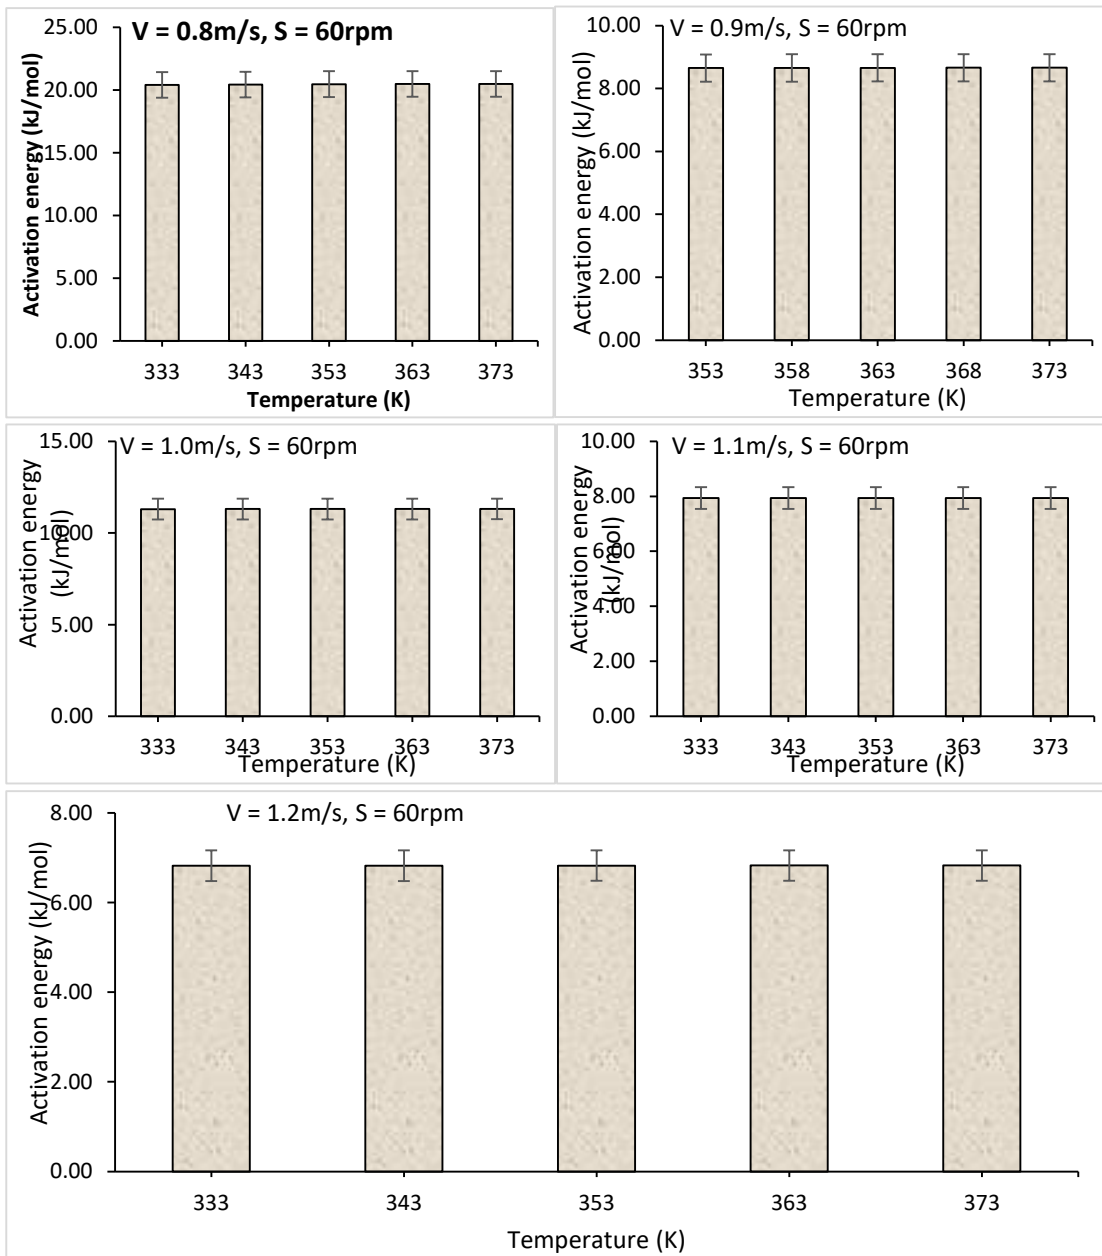 V = 0.8m/s, S = 60rpm
Activation energy (kJ/mol)
25.00
20.00
15.00
10.00
5.00
0.00
333 343 353 363 373
Temperature (K)
V = 0.9m/s, S = 60rpm
Activation energy (kJ/mol)
10.00
8.00
6.00
4.00
2.00
0.00
353 358 363 368 373
Temperature (K)
V = 1.0m/s, S = 60rpm
Activation energy
(kJ/mol)
15.00
10.00
5.00
0.00
333 343 353 363 373
Temperature (K)
V = 1.1m/s, S = 60rpm
Activation energy
(kJ/mol)
10.00
8.00
6.00
4.00
2.00
0.00
333 343 353 363 373
Temperature (K)
V = 1.2m/s, S = 60rpm
Activation energy (kJ/mol)
8.00
6.00
4.00
2.00
0.00
333 343 353 363 373
Temperature (K)